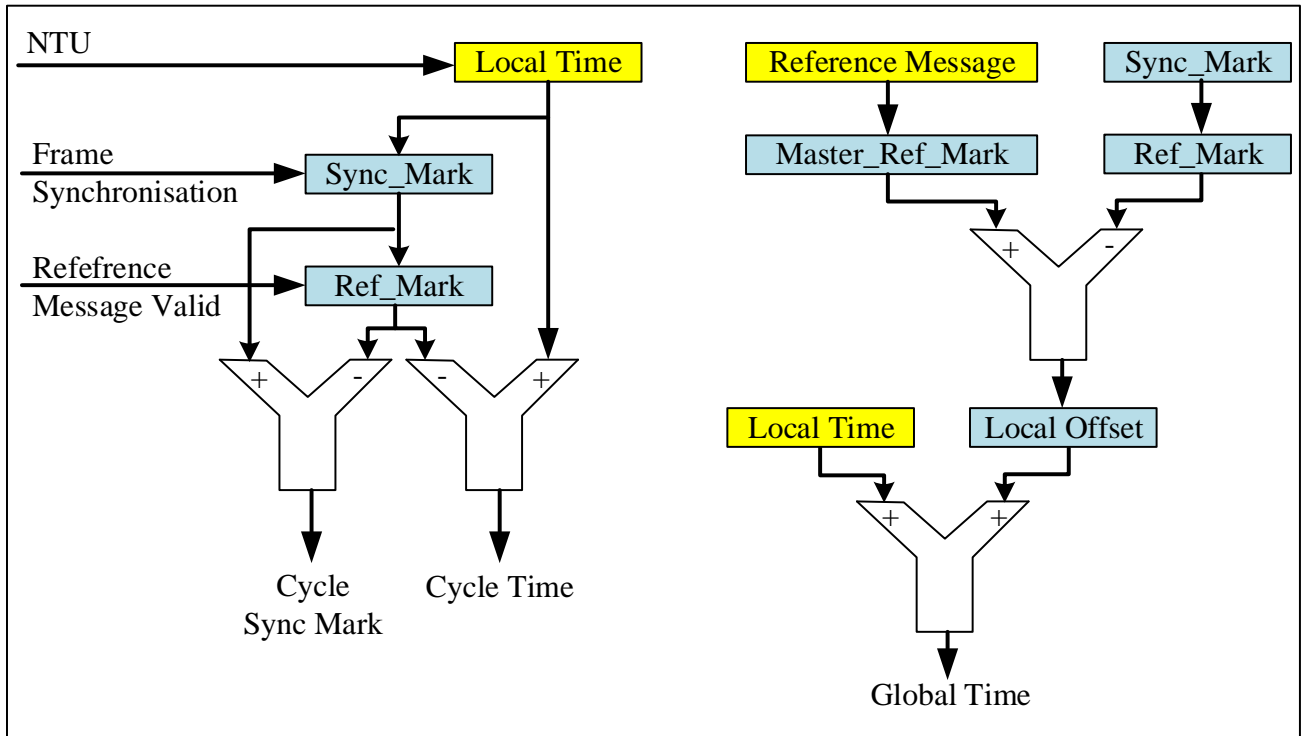 NTU
Local Time
Frame
Synchronisation
Sync_Mark
Refefrence
Message Valid
Ref_Mark
+
-
-
+
Cycle
Sync Mark
Cycle Time
Reference Message
Sync_Mark
Master_Ref_Mark
Ref_Mark
+
-
Local Time
Local Offset
+
+
Global Time